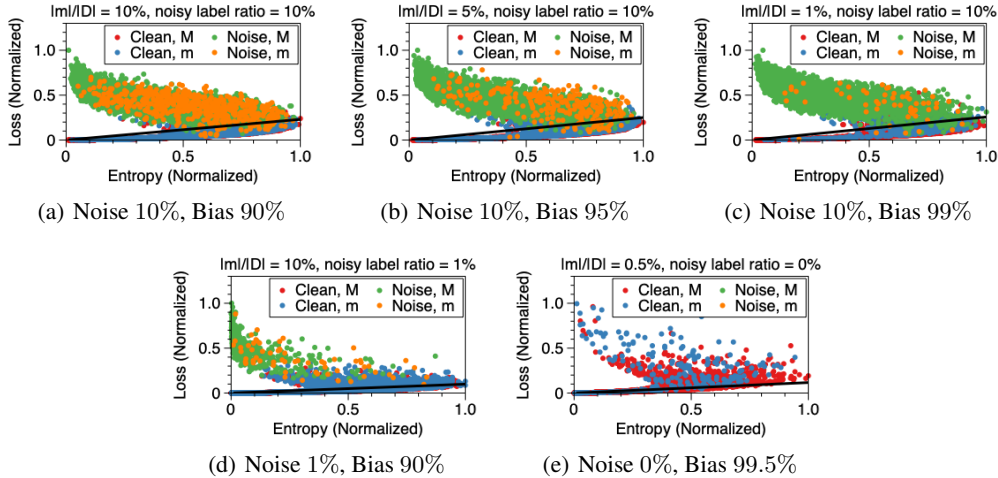 |m|/|D| = 10%, noisy label ratio = 10%
Clean, M Noise, M
Clean, m Noise, m
Loss (Normalized)
1.0
0.5
0
0 0.5 1.0
Entropy (Normalized)
(a) Noise 10%, Bias 90%
|m|/|D| = 5%, noisy label ratio = 10%
Clean, M Noise, M
Clean, m Noise, m
Loss (Normalized)
1.0
0.5
0
0 0.5 1.0
Entropy (Normalized)
(b) Noise 10%, Bias 95%
|m|/|D| = 1%, noisy label ratio = 10%
Clean, M Noise, M
Clean, m Noise, m
Loss (Normalized)
1.0
0.5
0
0 0.5 1.0
Entropy (Normalized)
(c) Noise 10%, Bias 99%
|m|/|D| = 10%, noisy label ratio = 1%
Clean, M Noise, M
Clean, m Noise, m
Loss (Normalized)
1.0
0.5
0
0 0.5 1.0
Entropy (Normalized)
(d) Noise 1%, Bias 90%
|m|/|D| = 0.5%, noisy label ratio = 0%
Clean, M Noise, M
Clean, m Noise, m
Loss (Normalized)
1.0
0.5
0
0 0.5 1.0
Entropy (Normalized)
(e) Noise 0%, Bias 99.5%